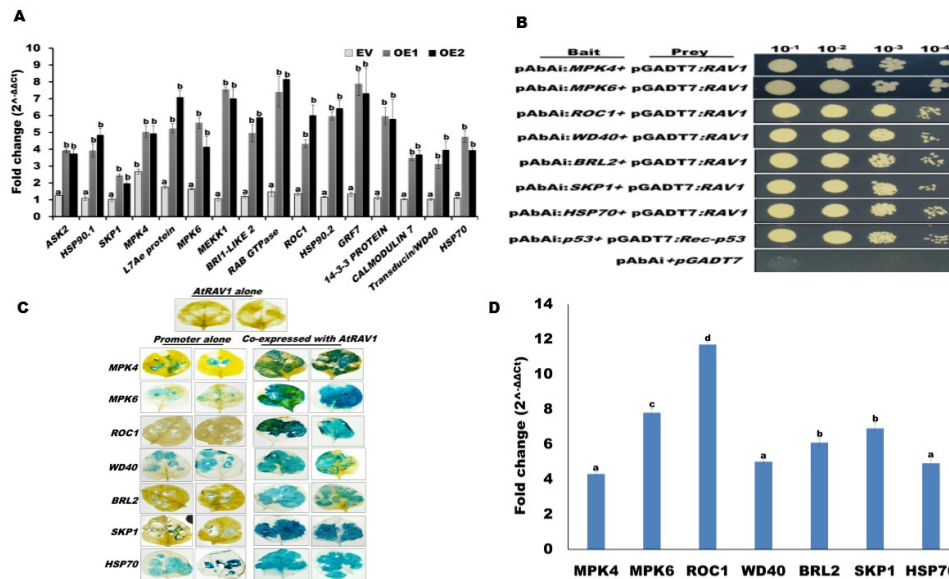 A
EV OE1 OE2
Fold change (2^-ΔΔCt)
10
9
8
7
6
5
4
3
2
1
0
a b b a b b a b b a b b a b b a b b a b b a b b a b b a b b a b b a b b a b b a b b a b b a b b
ASK2 HSP90.1 SKP1 MPK4 L7Ae protein MPK6 MEKK1 BRI1-LIKE 2 RAB GTPase ROC1 HSP90.2 GRF7 14-3-3 PROTEIN CALMODULIN 7 Transducin/WD40 HSP70
B
Bait Prey 10-1 10-2 10-3 10-4
pAbAi:MPK4+ pGADT7:RAV1
pAbAi:MPK6+ pGADT7:RAV1
pAbAi:ROC1+ pGADT7:RAV1
pAbAi:WD40+ pGADT7:RAV1
pAbAi:BRL2+ pGADT7:RAV1
pAbAi:SKP1+ pGADT7:RAV1
pAbAi:HSP70+ pGADT7:RAV1
pAbAi:p53+ pGADT7:Rec-p53
pAbAi+pGADT7
C
AtRAV1 alone
Promoter alone Co-expressed with AtRAV1
MPK4
MPK6
ROC1
WD40
BRL2
SKP1
HSP70
D
Fold change (2^-ΔΔCt)
14
12
10
8
6
4
2
0
a c d a b b a
MPK4 MPK6 ROC1 WD40 BRL2 SKP1 HSP70